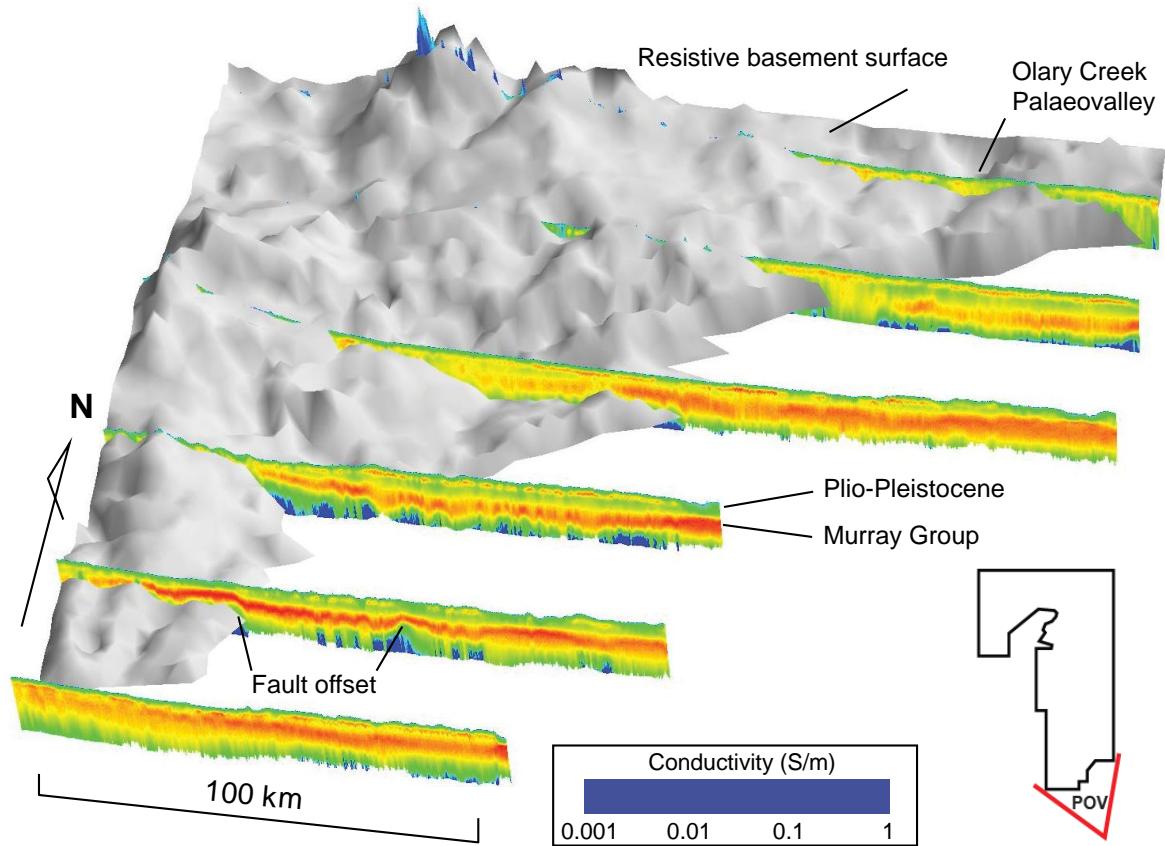 Resistive basement surface
Olary Creek
Palaeovalley
N
Plio-Pleistocene
Murray Group
Fault offset
100 km
Conductivity (S/m)
0.001 0.01 0.1 1
POV